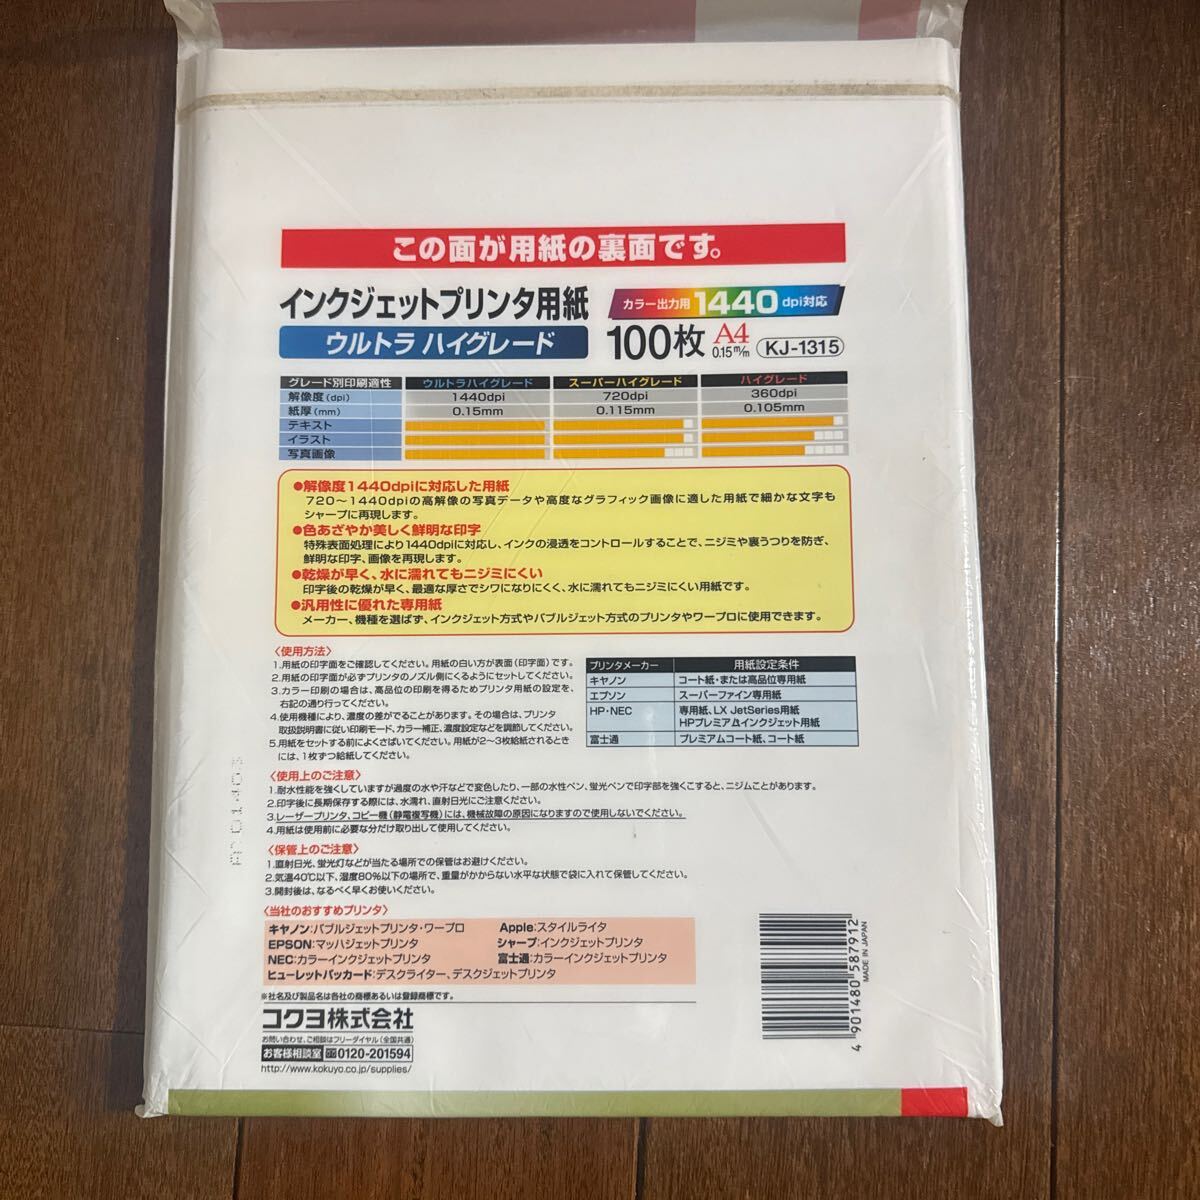 この面が用紙の裏面です。
インクジェットプリンタ用紙
カラー出力用 1440 dpi対応
ウルトラ ハイグレード
100枚 A4 0.15m/m KJ-1315
グレード別印刷適性 ウルトラハイグレード スーパーハイグレード ハイグレード
解像度(dpi) 1440dpi 720dpi 360dpi
紙厚(mm) 0.15mm 0.115mm 0.105mm
テキスト
イラスト
写真画像
●解像度1440dpiに対応した用紙
720〜1440dpiの高解像の写真データや高度なグラフィック画像に適した用紙で細かな文字も
シャープに再現します。
●色あざやか美しく鮮明な印字
特殊表面処理により1440dpiに対応し、インクの浸透をコントロールすることで、ニジミや裏うつりを防ぎ、
鮮明な印字、画像を再現します。
●乾燥が早く、水に濡れてもニジミにくい
印字後の乾燥が早く、最適な厚さでシワになりにくく、水に濡れてもニジミにくい用紙です。
●汎用性に優れた専用紙
メーカー、機種を選ばず、インクジェット方式やバブルジェット方式のプリンタやワープロに使用できます。
〈使用方法〉
1.用紙の印字面をご確認してください。用紙の白い方が表面(印字面)です。
2.用紙の印字面が必ずプリンタのノズル側にくるようにセットしてください。
3.カラー印刷の場合は、高品位の印刷を得るためプリンタ用紙の設定を、
右記の通り行ってください。
4.使用機種により、濃度の差がでることがあります。その場合は、プリンタ
取扱説明書に従い印刷モード、カラー補正、濃度設定などを調節してください。
5.用紙をセットする前によくさばいてください。用紙が2〜3枚給紙されるとき
には、1枚ずつ給紙してください。
プリンタメーカー 用紙設定条件
キヤノン コート紙・または高品位専用紙
エプソン スーパーファイン専用紙
HP・NEC 専用紙、LX JetSeries用紙
HPプレミアムインクジェット用紙
富士通 プレミアムコート紙、コート紙
〈使用上のご注意〉
1.耐水性能を強くしていますが過度の水や汗などで変色したり、一部の水性ペン、蛍光ペンで印字部を強くこすると、ニジムことがあります。
2.印字後に長期保存する際には、水濡れ、直射日光にご注意ください。
3.レーザープリンタ、コピー機(静電複写機)には、機械故障の原因になりますので使用しないでください。
4.用紙は使用前に必要な分だけ取り出して使用してください。
〈保管上のご注意〉
1.直射日光、蛍光灯などが当たる場所での保管はお避けください。
2.気温40℃以下、湿度80%以下の場所で、重量がかからない水平な状態で袋に入れて保管してください。
3.開封後は、なるべく早くお使いください。
〈当社のおすすめプリンタ〉
キヤノン:バブルジェットプリンタ・ワープロ Apple:スタイルライタ
EPSON:マッハジェットプリンタ シャープ:インクジェットプリンタ
NEC:カラーインクジェットプリンタ 富士通:カラーインクジェットプリンタ
ヒューレットパッカード:デスクライター、デスクジェットプリンタ
※社名及び製品名は各社の商標あるいは登録商標です。
コクヨ株式会社
お問い合わせ、ご相談はフリーダイヤル(全国共通)
お客様相談室 0120-201594
http://www.kokuyo.co.jp/supplies/
4 901480 587912
MADE IN JAPAN